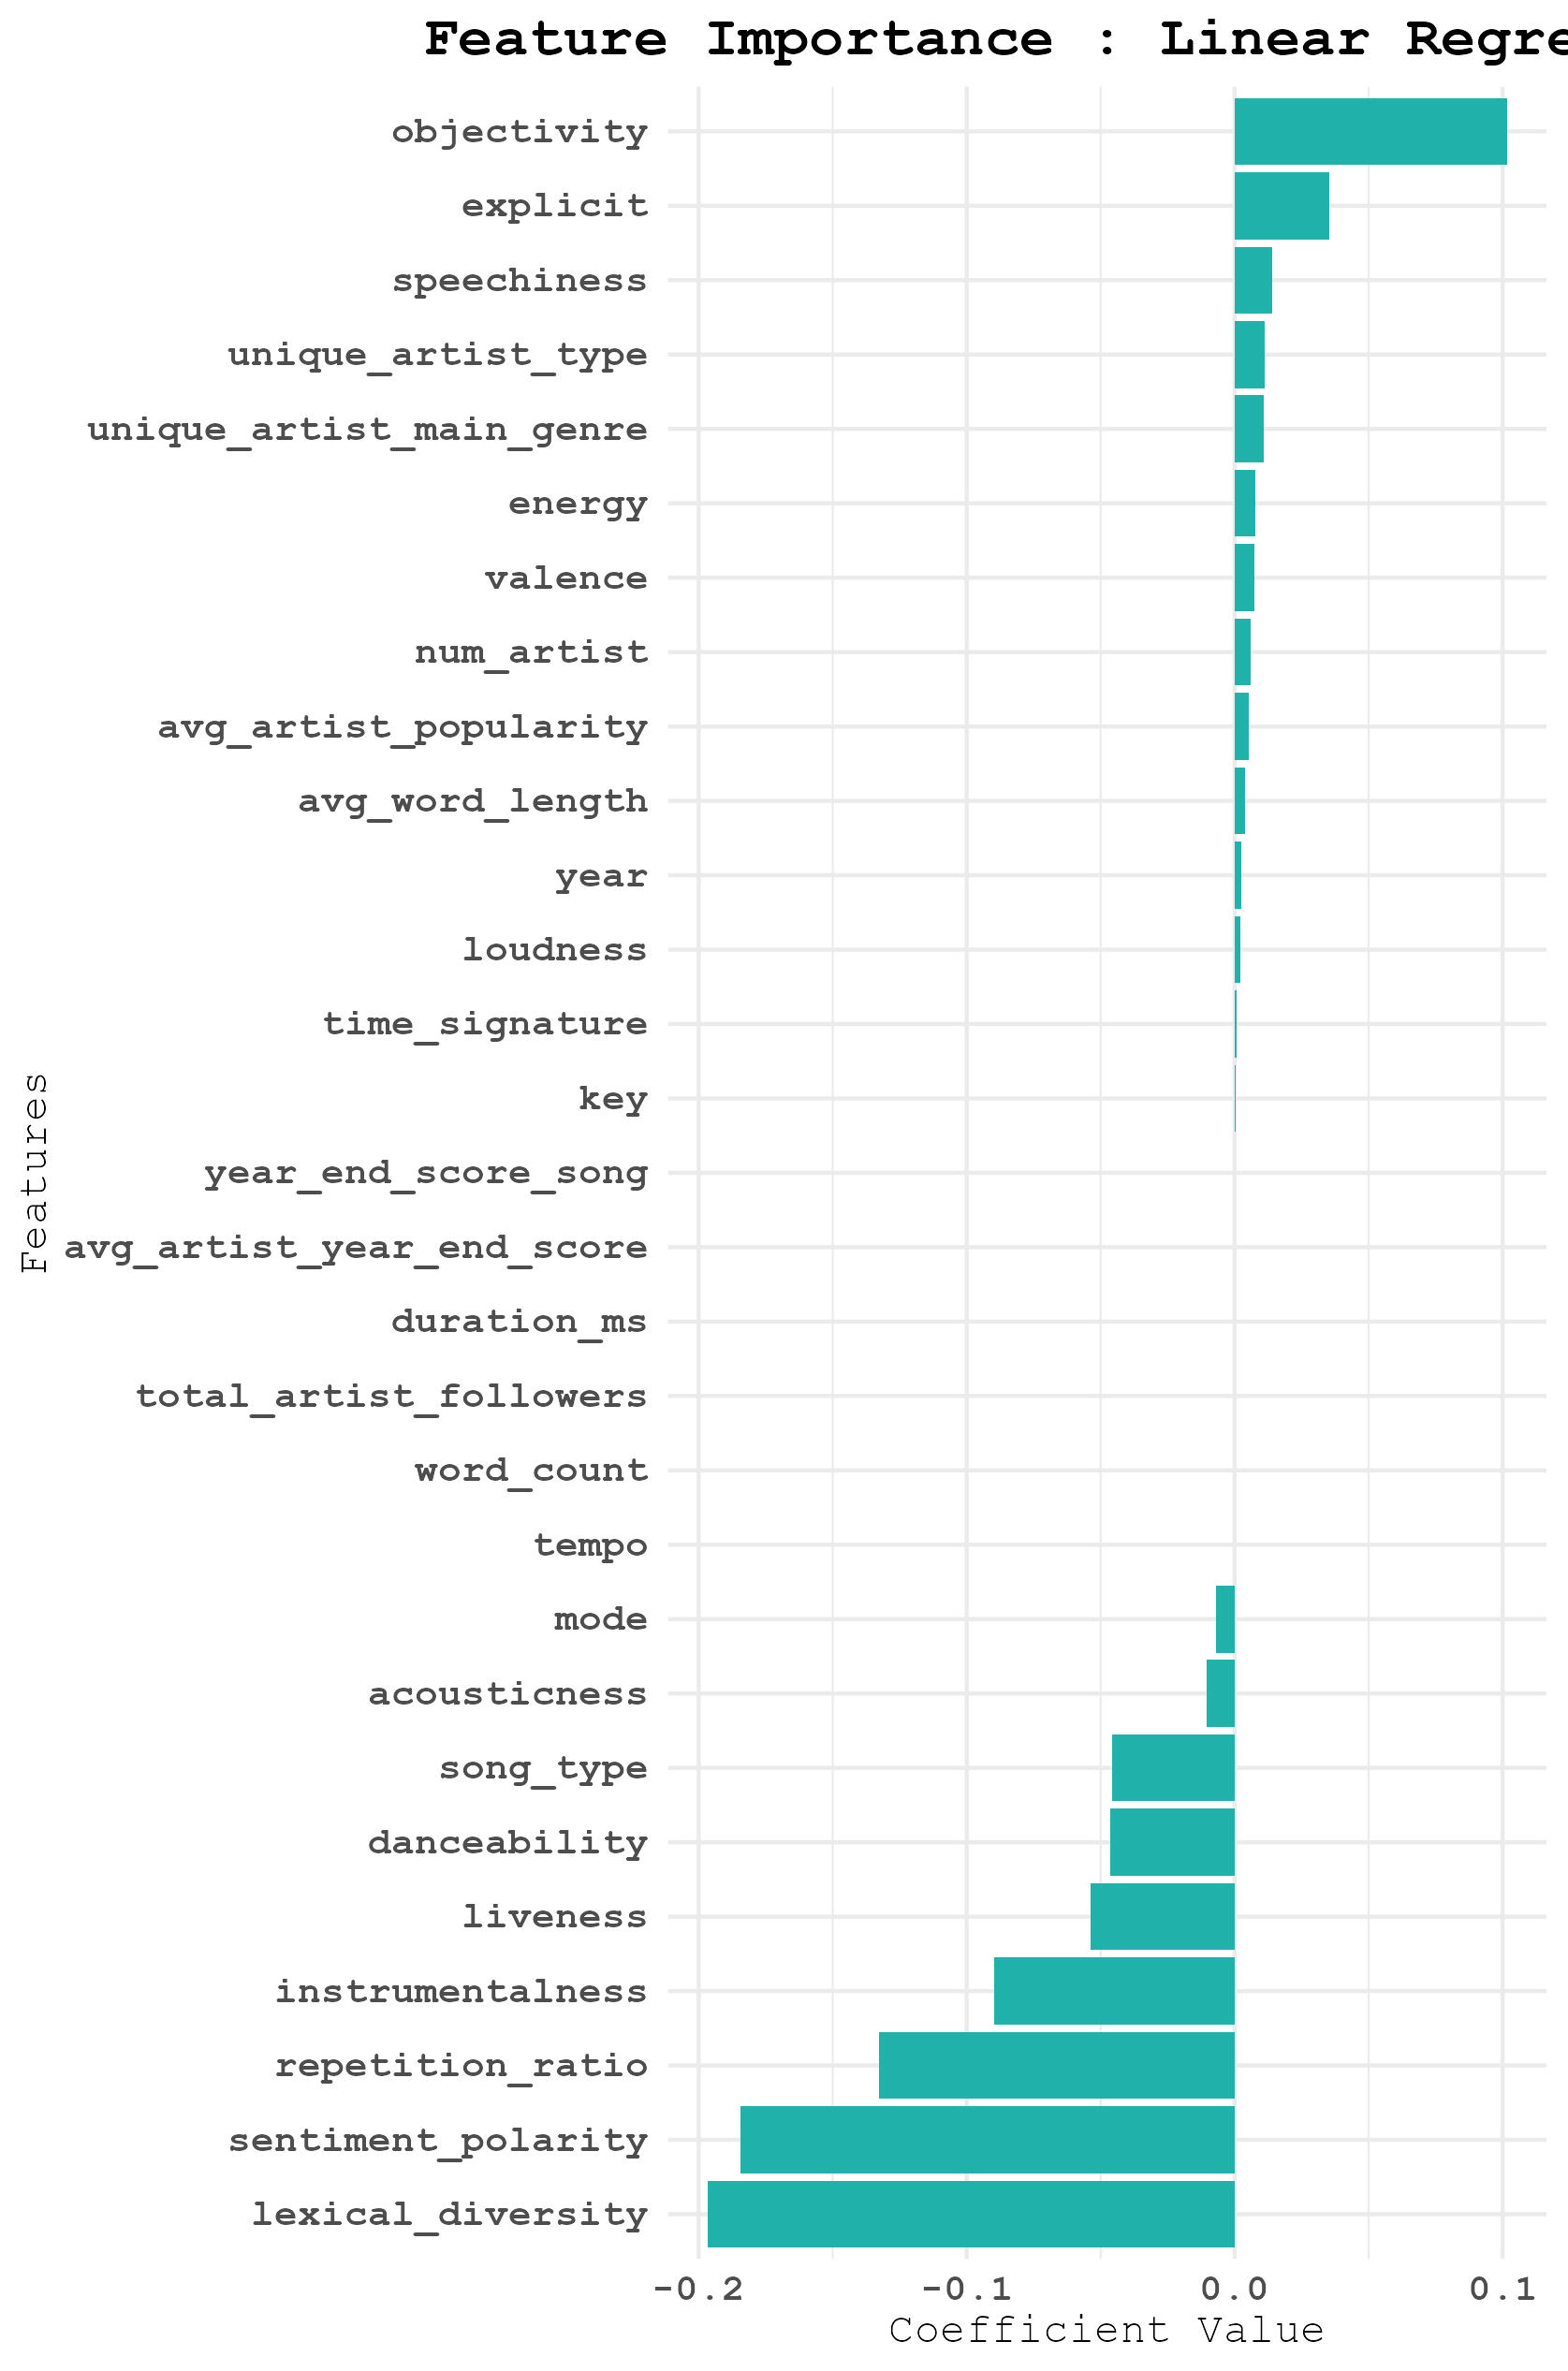 Feature Importance : Linear Regre
objectivity
explicit
speechiness
unique_artist_type
unique_artist_main_genre
energy
valence
num_artist
avg_artist_popularity
avg_word_length
year
loudness
time_signature
key
year_end_score_song
avg_artist_year_end_score
duration_ms
total_artist_followers
word_count
tempo
mode
acousticness
song_type
danceability
liveness
instrumentalness
repetition_ratio
sentiment_polarity
lexical_diversity
Features
-0.2 -0.1 0.0 0.1
Coefficient Value